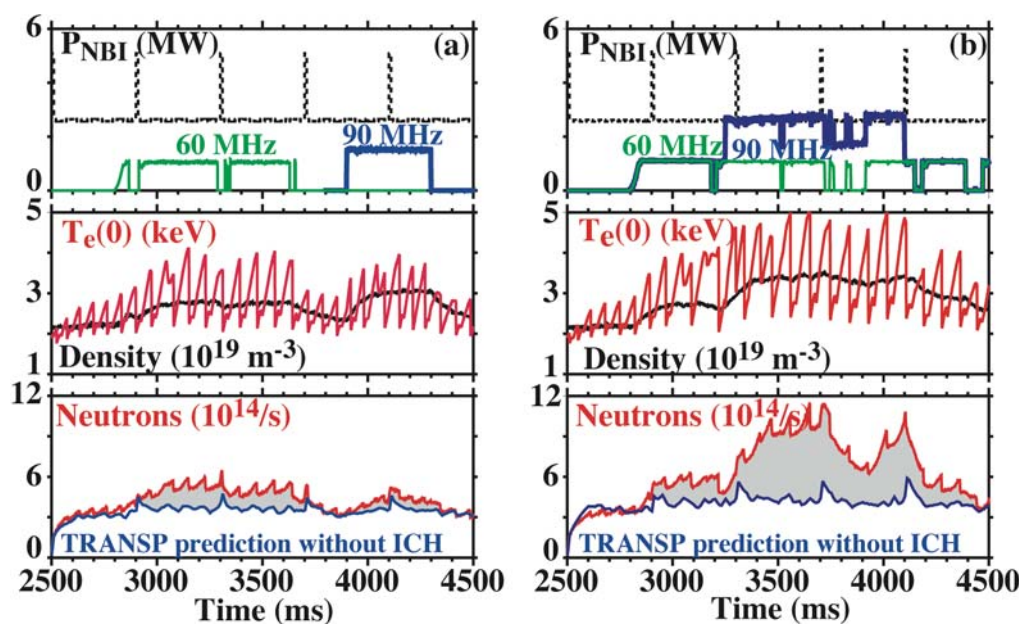 6
P_NBI (MW)
(a)
60 MHz
90 MHz
0
5
T_e(0) (keV)
3
Density (10^19 m^-3)
1
12
Neutrons (10^14/s)
6
TRANSP prediction without ICH
0
2500 3000 3500 4000 4500
Time (ms)
6
P_NBI (MW)
(b)
60 MHz
90 MHz
0
5
T_e(0) (keV)
3
Density (10^19 m^-3)
1
12
Neutrons (10^14/s)
6
TRANSP prediction without ICH
0
2500 3000 3500 4000 4500
Time (ms)